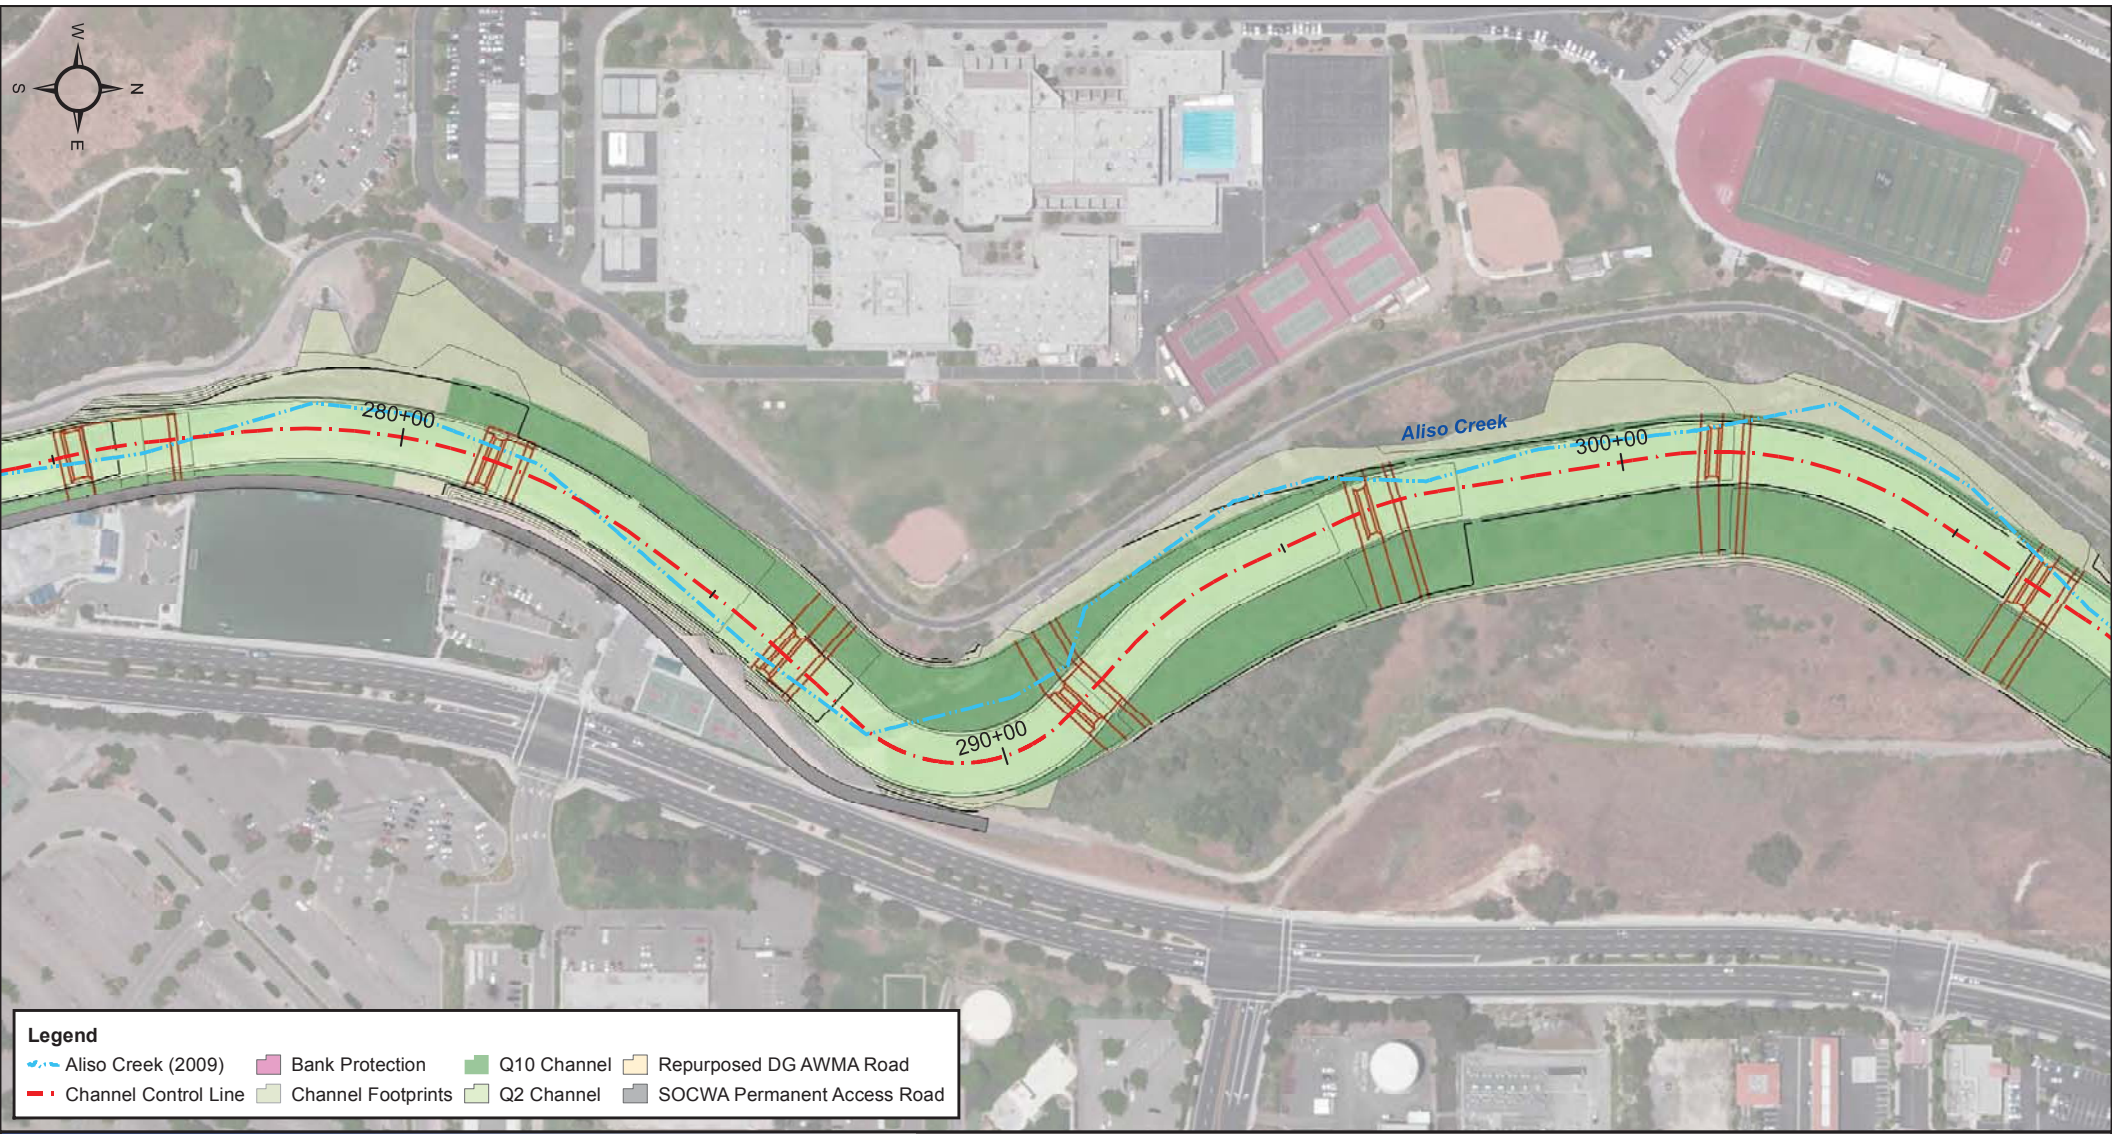 W
S N
E
280+00
Aliso Creek
300+00
290+00
Legend
Aliso Creek (2009) Bank Protection Q10 Channel Repurposed DG AWMA Road
Channel Control Line Channel Footprints Q2 Channel SOCWA Permanent Access Road